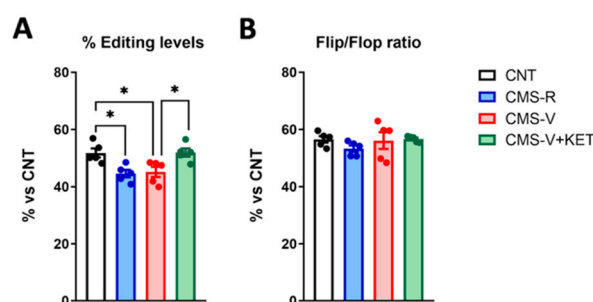 A
B
% Editing levels
Flip/Flop ratio
% vs CNT
80
60
40
20
0
* * *
% vs CNT
80
60
40
20
0
CNT
CMS-R
CMS-V
CMS-V+KET